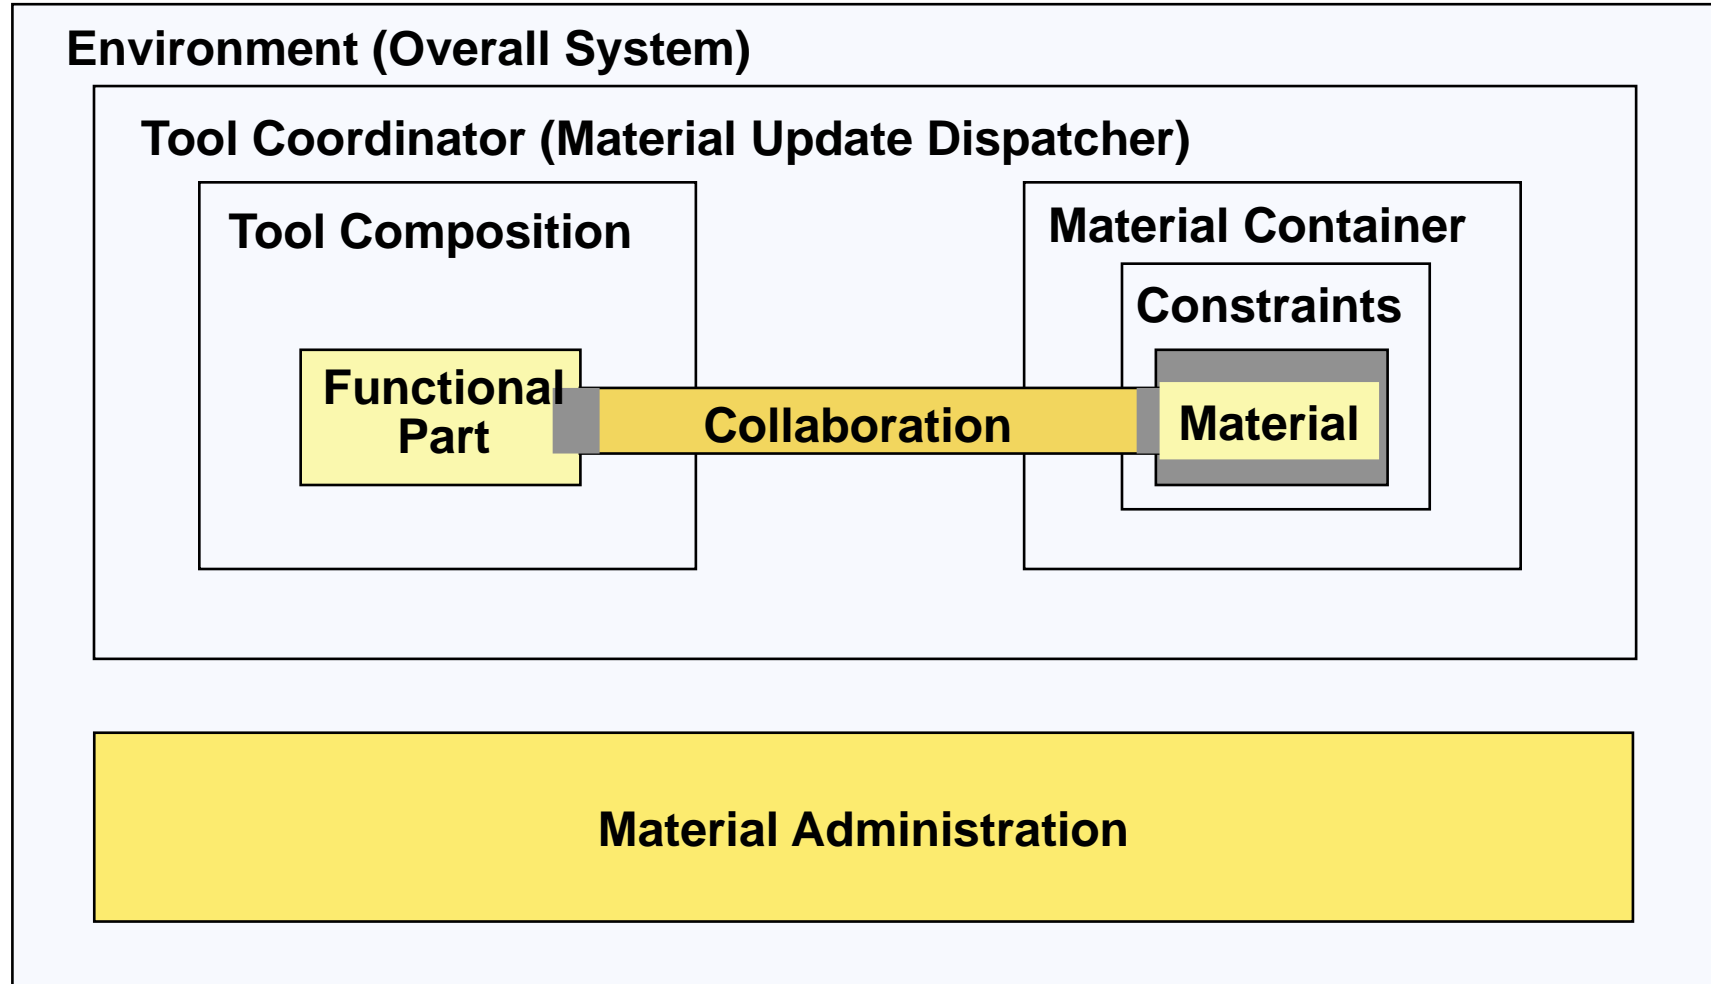 Environment (Overall System)
Tool Coordinator (Material Update Dispatcher)
Tool Composition
Material Container
Constraints
Functional
Part
Collaboration
Material
Material Administration